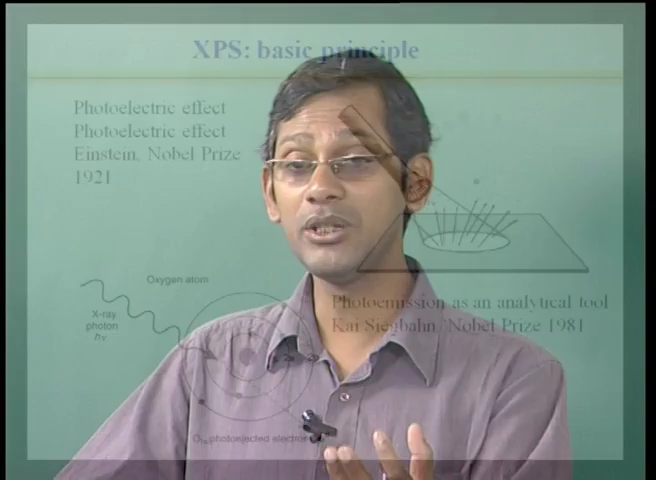 XPS: basic principle
Photoelectric effect
Photoelectric effect
Einstein, Nobel Prize
1921
Oxygen atom
X-ray
photon
hν
Photoemission as an analytical tool
Kai Siegbahn, Nobel Prize 1981
photoejected electron